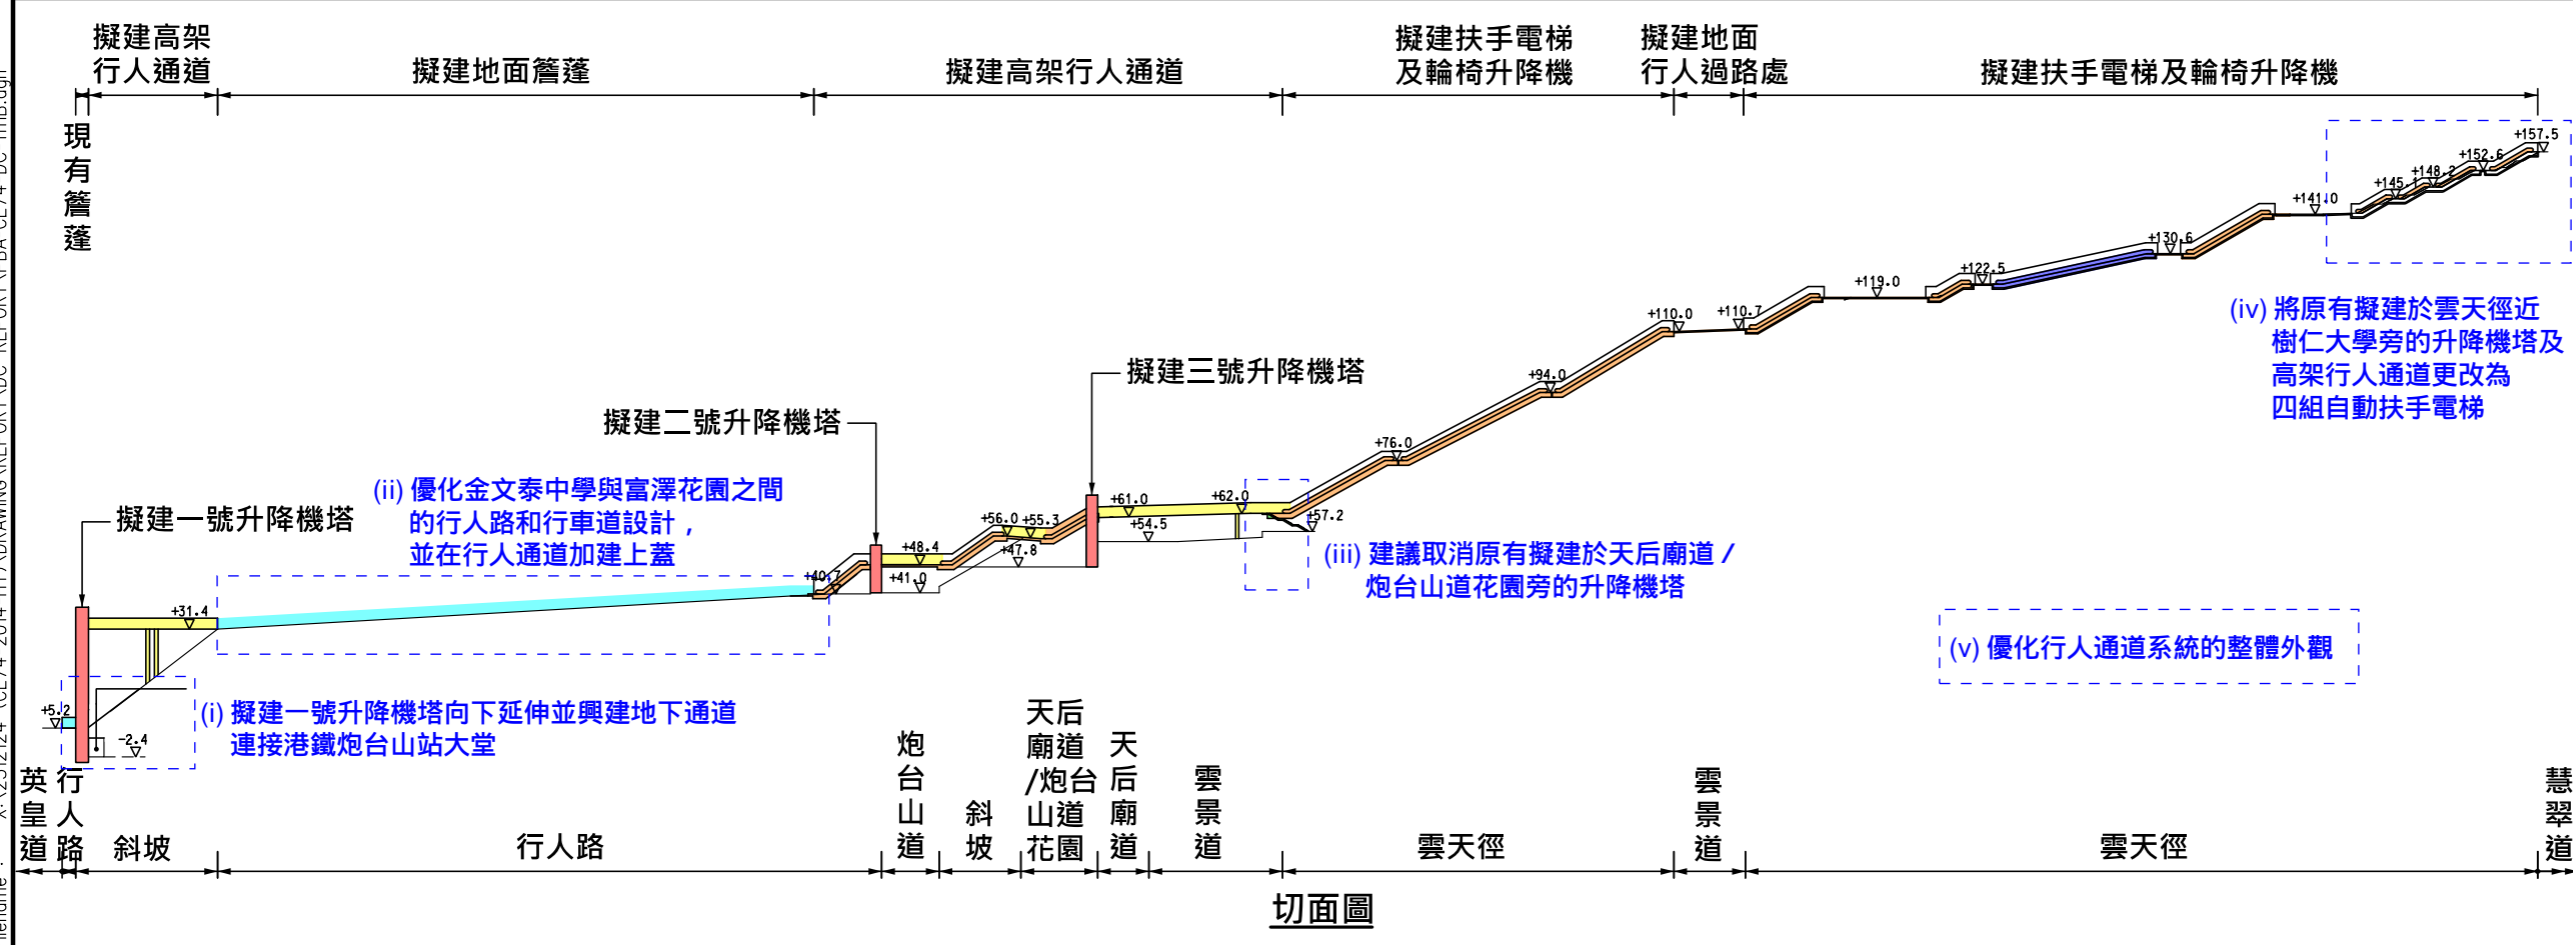 擬建高架
行人通道
擬建地面簷蓬
擬建高架行人通道
擬建扶手電梯
及輪椅升降機
擬建地面
行人過路處
擬建扶手電梯及輪椅升降機
現有簷蓬
+157.5
+152.6
+148.2
+145.1
+141.0
+130.6
+122.5
+119.0
+110.7
+110.0
+94.0
+76.0
(iv) 將原有擬建於雲天徑近
樹仁大學旁的升降機塔及
高架行人通道更改為
四組自動扶手電梯
擬建三號升降機塔
擬建二號升降機塔
擬建一號升降機塔
(ii) 優化金文泰中學與富澤花園之間
的行人路和行車道設計，
並在行人通道加建上蓋
+61.0
+62.0
+57.2
+54.5
+56.0
+55.3
+48.4
+47.8
+41.0
+40.7
+31.4
(iii) 建議取消原有擬建於天后廟道 /
炮台山道花園旁的升降機塔
(v) 優化行人通道系統的整體外觀
+5.2
-2.4
(i) 擬建一號升降機塔向下延伸並興建地下通道
連接港鐵炮台山站大堂
英皇道
行人路
斜坡
行人路
炮台山道
斜坡
天后
廟道
/炮台
山道
花園
天后廟道
雲景道
雲天徑
雲景道
雲天徑
慧翠道
切面圖